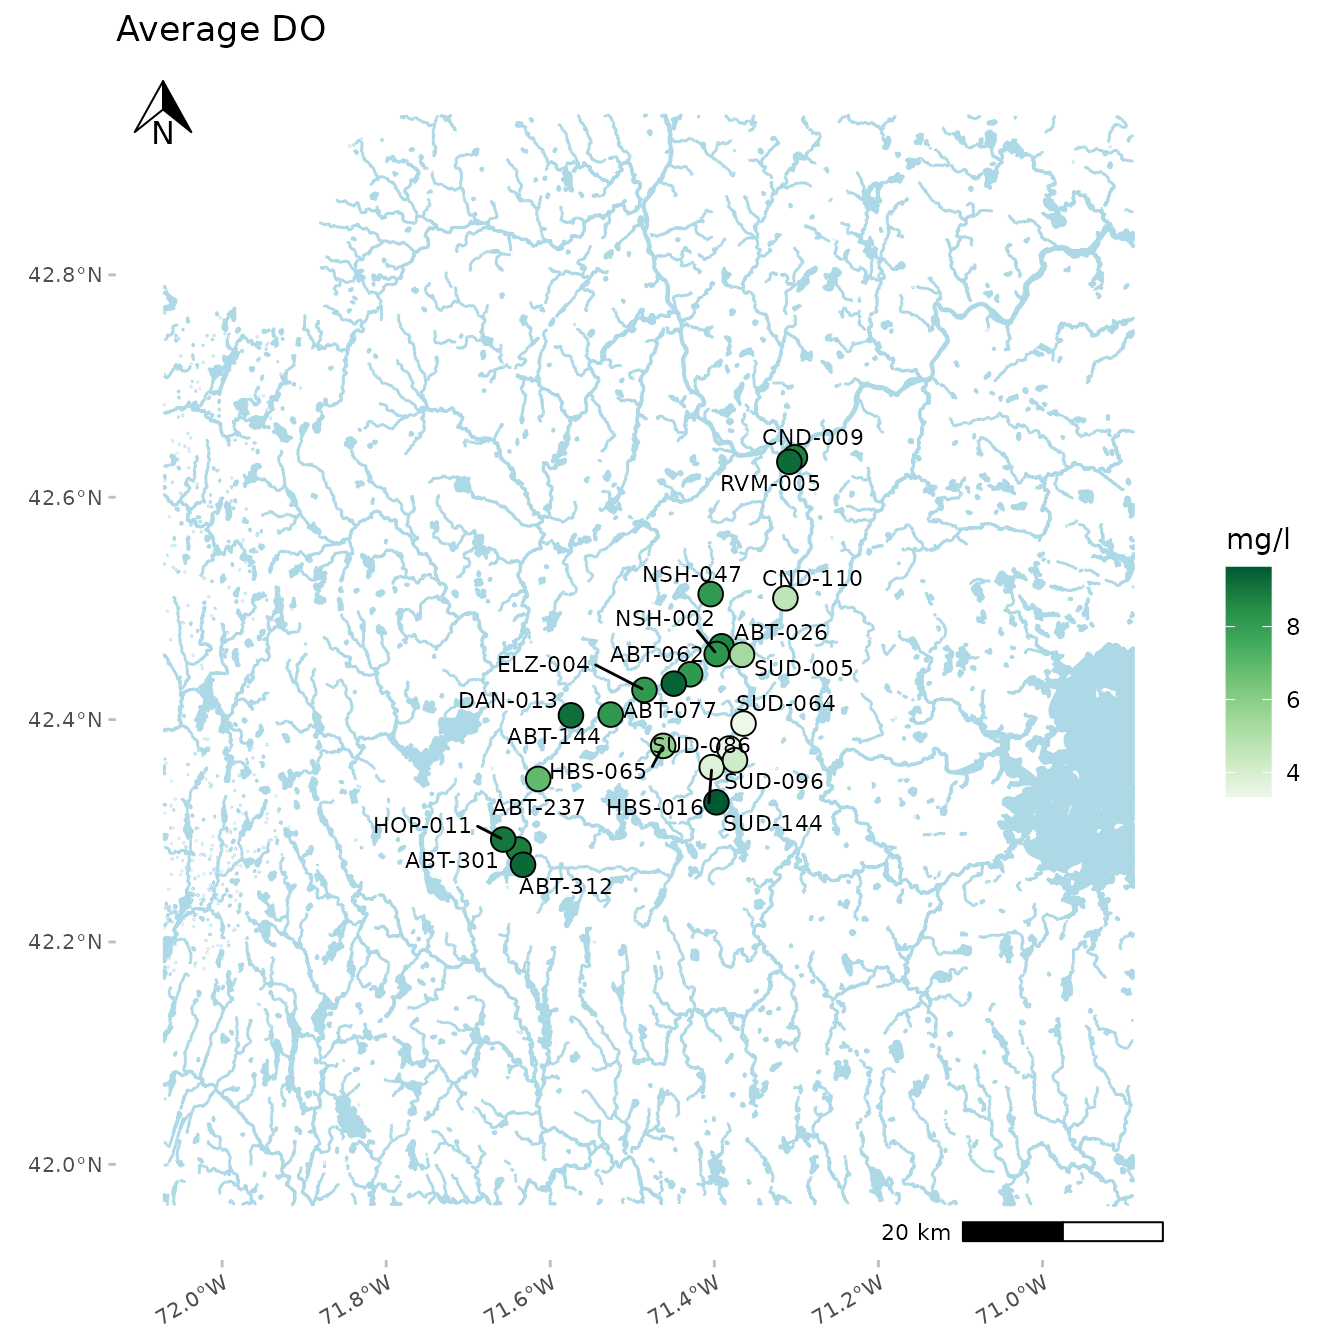 Average DO
N
42.8°N
42.6°N
42.4°N
42.2°N
42.0°N
CND-009
RVM-005
NSH-047
CND-110
NSH-002
ABT-026
ABT-062
ELZ-004
SUD-005
DAN-013
SUD-064
ABT-077
ABT-144
SUD-086
HBS-065
SUD-096
ABT-237
HBS-016
HOP-011
SUD-144
ABT-301
ABT-312
mg/l
8
6
4
20 km
72.0°W
71.8°W
71.6°W
71.4°W
71.2°W
71.0°W